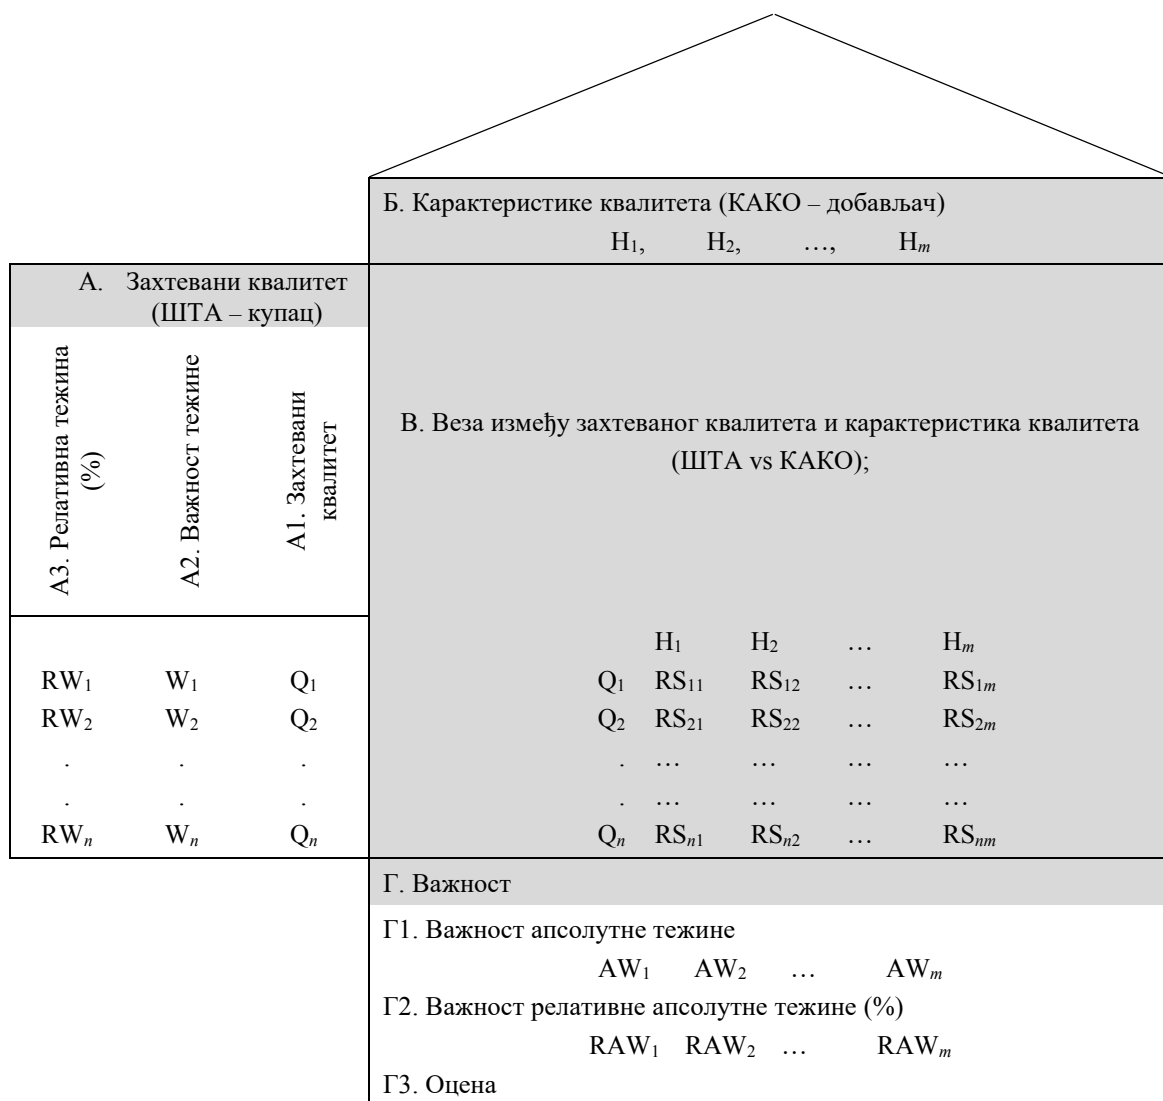 Б. Карактеристике квалитета (КАКО – добављач)
H₁, H₂, …, Hₘ
А. Захтевани квалитет
(ШТА – купац)
А3. Релативна тежина
(%)
А2. Важност тежине
А1. Захтевани
квалитет
В. Веза између захтеваног квалитета и карактеристика квалитета
(ШТА vs КАКО);
H₁ H₂ … Hₘ
RW₁ W₁ Q₁ Q₁ RS₁₁ RS₁₂ … RS₁ₘ
RW₂ W₂ Q₂ Q₂ RS₂₁ RS₂₂ … RS₂ₘ
. . . . … … … …
. . . . … … … …
RWₙ Wₙ Qₙ Qₙ RSₙ₁ RSₙ₂ … RSₙₘ
Г. Важност
Г1. Важност апсолутне тежине
AW₁ AW₂ … AWₘ
Г2. Важност релативне апсолутне тежине (%)
RAW₁ RAW₂ … RAWₘ
Г3. Оцена